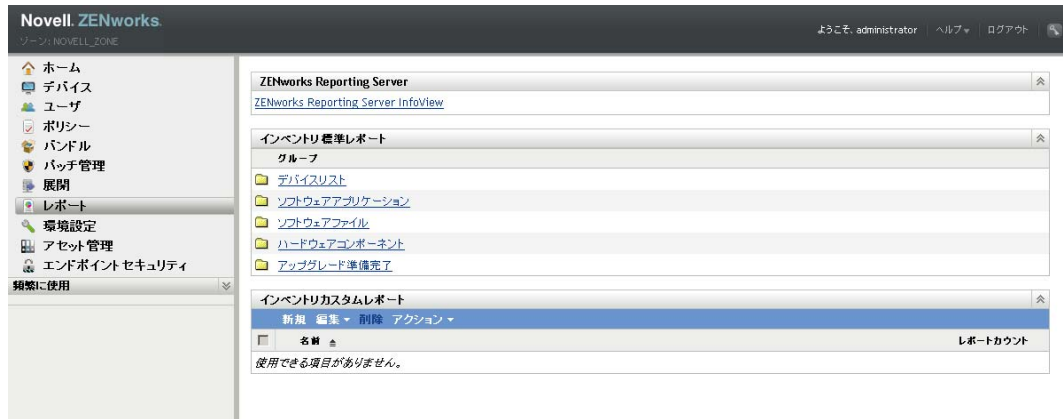 Novell. ZENworks.
ゾーン: NOVELL_ZONE
ようこそ, administrator ヘルプ ログアウト
ホーム
デバイス
ユーザ
ポリシー
バンドル
パッチ管理
展開
レポート
環境設定
アセット管理
エンドポイントセキュリティ
頻繁に使用
ZENworks Reporting Server
ZENworks Reporting Server InfoView
インベントリ標準レポート
グループ
デバイスリスト
ソフトウェアアプリケーション
ソフトウェアファイル
ハードウェアコンポーネント
アップグレード準備完了
インベントリカスタムレポート
新規 編集 削除 アクション
名前 レポートカウント
使用できる項目がありません。